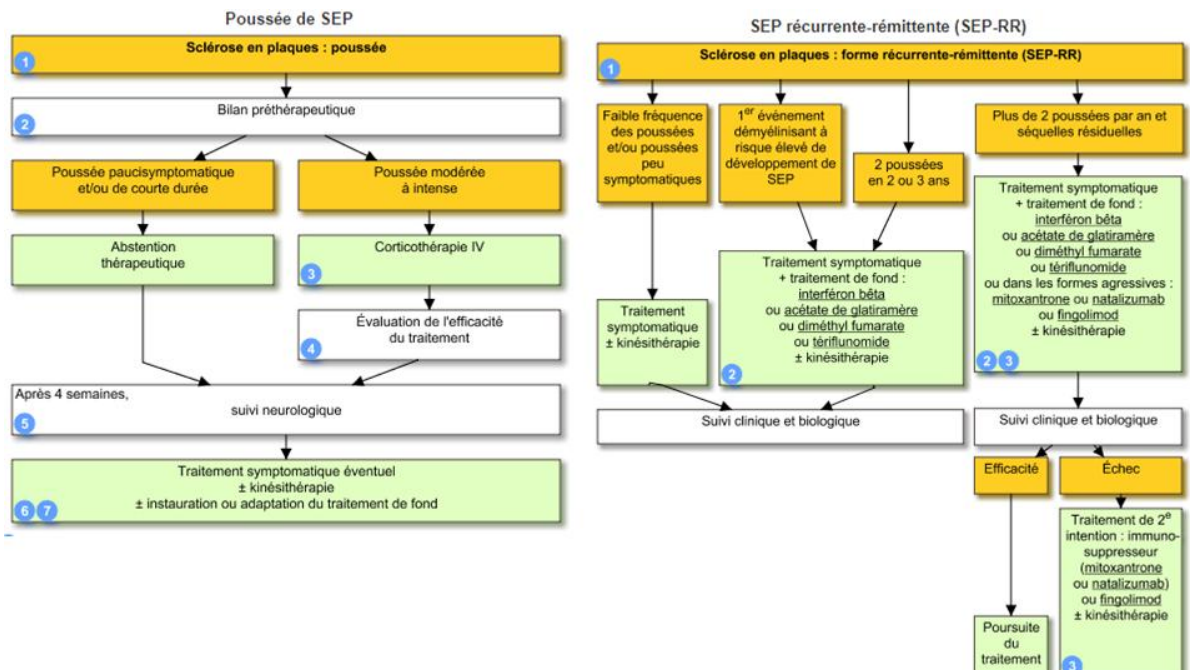 Poussée de SEP
Sclérose en plaques : poussée
1
Bilan préthérapeutique
2
Poussée paucisymptomatique
et/ou de courte durée
Poussée modérée
à intense
Abstention
thérapeutique
Corticothérapie IV
3
Évaluation de l'efficacité
du traitement
4
Après 4 semaines,
suivi neurologique
5
Traitement symptomatique éventuel
± kinésithérapie
± instauration ou adaptation du traitement de fond
6 7
SEP récurrente-rémittente (SEP-RR)
Sclérose en plaques : forme récurrente-rémittente (SEP-RR)
1
Faible fréquence
des poussées
et/ou poussées
peu
symptomatiques
1er événement
démyélinisant à
risque élevé de
développement de
SEP
2 poussées
en 2 ou 3 ans
Plus de 2 poussées par an et
séquelles résiduelles
Traitement
symptomatique
± kinésithérapie
Traitement symptomatique
+ traitement de fond :
interféron bêta
ou acétate de glatiramère
ou diméthyl fumarate
ou tériflunomide
± kinésithérapie
2
Traitement symptomatique
+ traitement de fond :
interféron bêta
ou acétate de glatiramère
ou diméthyl fumarate
ou tériflunomide
ou dans les formes agressives :
mitoxantrone ou natalizumab
ou fingolimod
± kinésithérapie
2 3
Suivi clinique et biologique
Suivi clinique et biologique
Efficacité
Échec
Poursuite
du
traitement
Traitement de 2e
intention : immuno-
suppresseur
(mitoxantrone
ou natalizumab)
ou fingolimod
± kinésithérapie
3